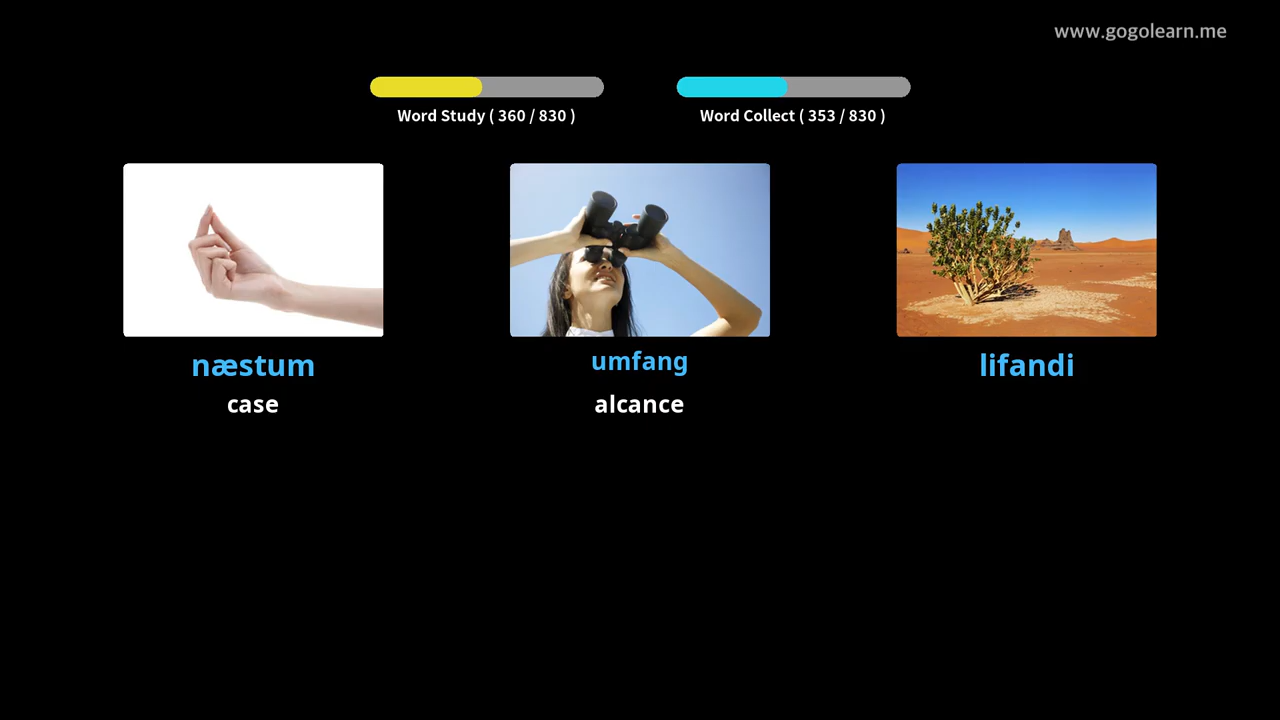 www.gogolearn.me
Word Study ( 360 / 830 )
Word Collect ( 353 / 830 )
næstum
umfang
lifandi
case
alcance